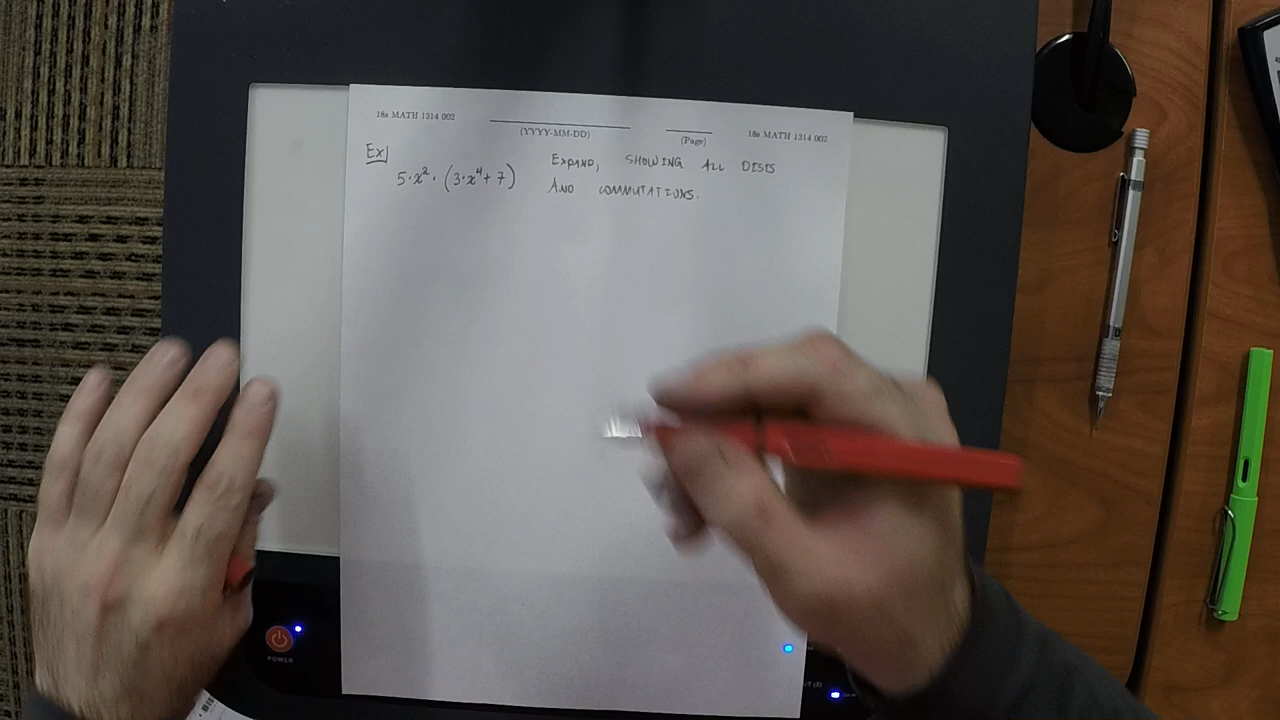 18s MATH 1314 002
(YYYY-MM-DD)
(Page)
18s MATH 1314 002
Ex|
5·x²·(3·x⁴+7)
EXPAND, SHOWING ALL DISTS
AND COMMUTATIONS.
POWER